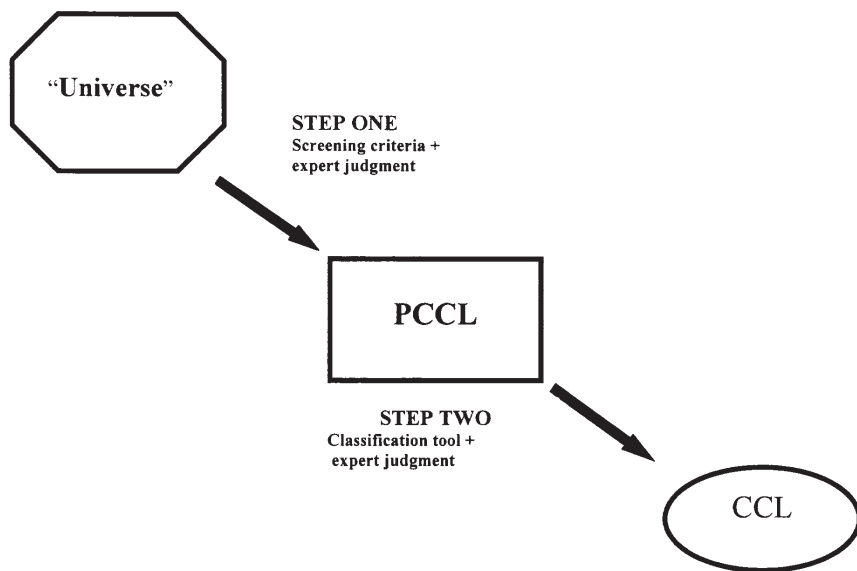 “Universe”
STEP ONE
Screening criteria +
expert judgment
PCCL
STEP TWO
Classification tool +
expert judgment
CCL